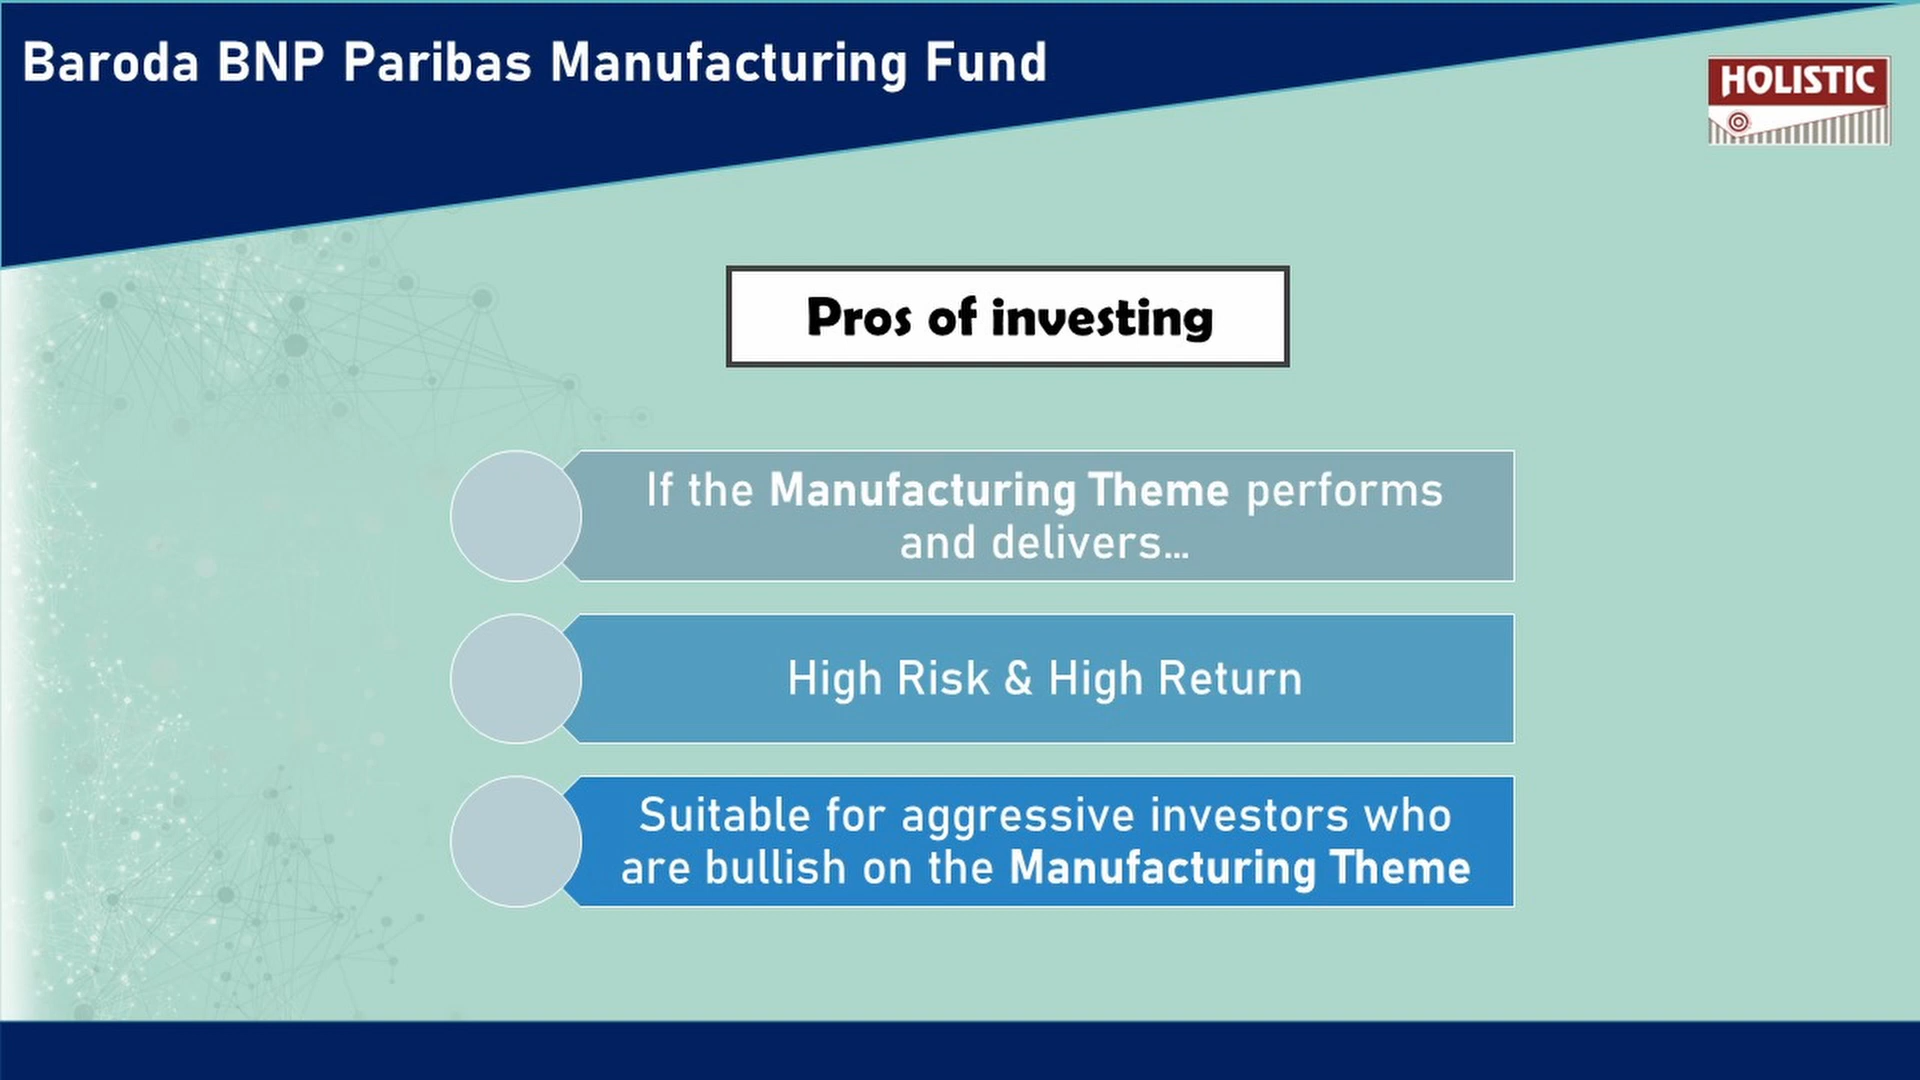 Baroda BNP Paribas Manufacturing Fund
HOLISTIC
Pros of investing
If the Manufacturing Theme performs
and delivers...
High Risk & High Return
Suitable for aggressive investors who
are bullish on the Manufacturing Theme